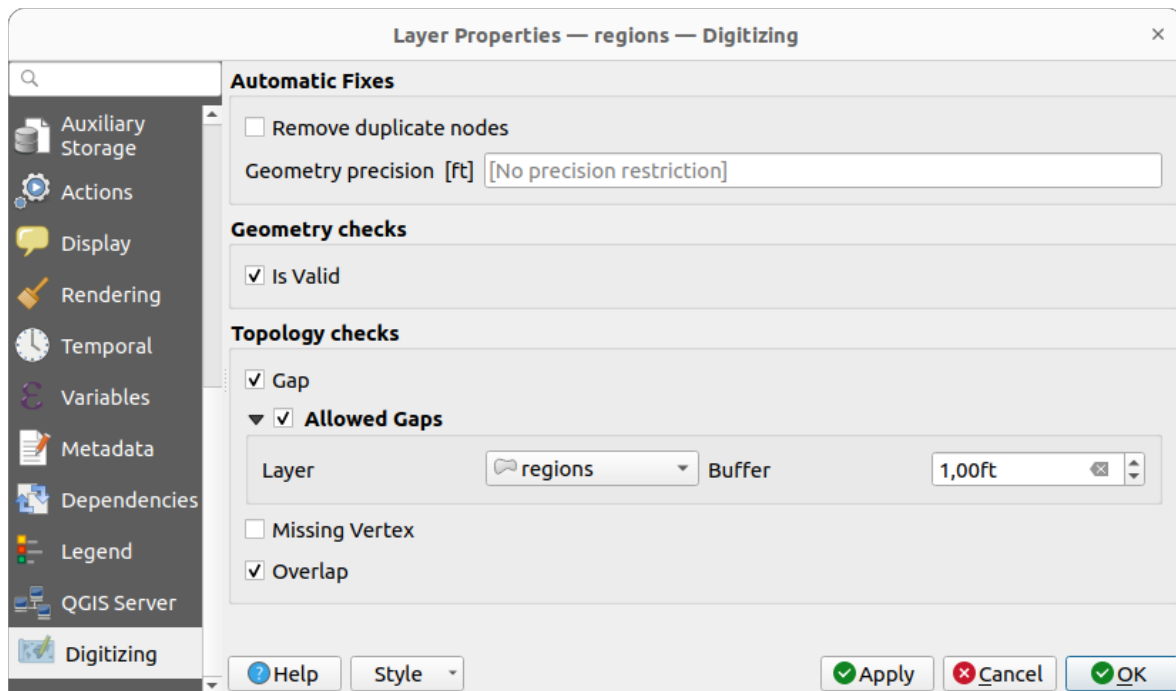 Layer Properties — regions — Digitizing
Auxiliary
Storage
Actions
Display
Rendering
Temporal
Variables
Metadata
Dependencies
Legend
QGIS Server
Digitizing
Automatic Fixes
Remove duplicate nodes
Geometry precision [ft] [No precision restriction]
Geometry checks
Is Valid
Topology checks
Gap
Allowed Gaps
Layer regions Buffer 1,00ft
Missing Vertex
Overlap
Help Style Apply Cancel OK